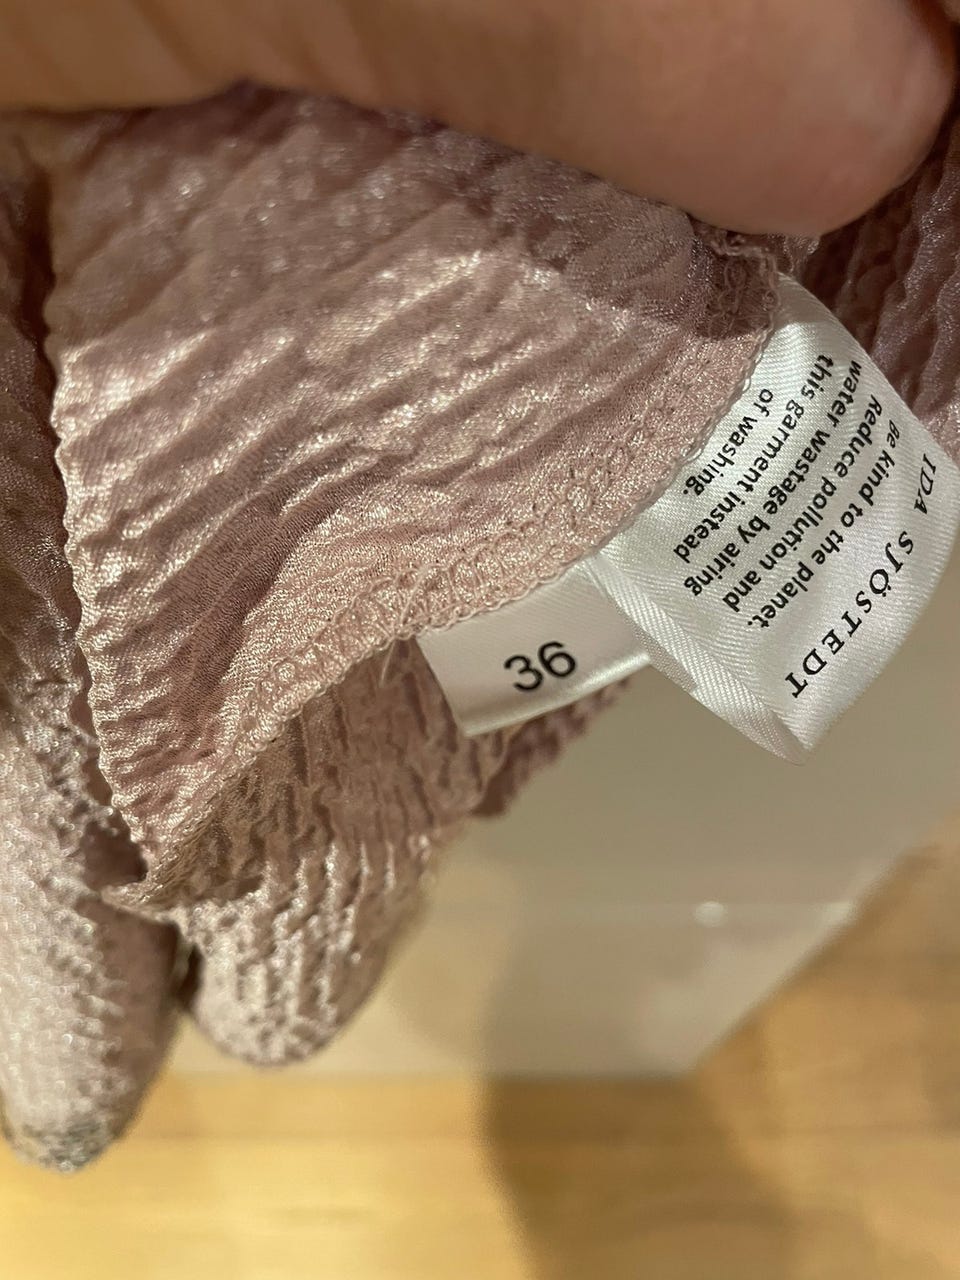 IDA SJÖSTEDT
Be kind to the planet.
Reduce pollution and
water wastage by airing
this garment instead
of washing.
36